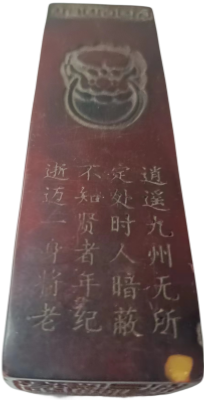 逍遥九州无所
定处时人暗蔽
不知贤者年纪
逝迈一身将老